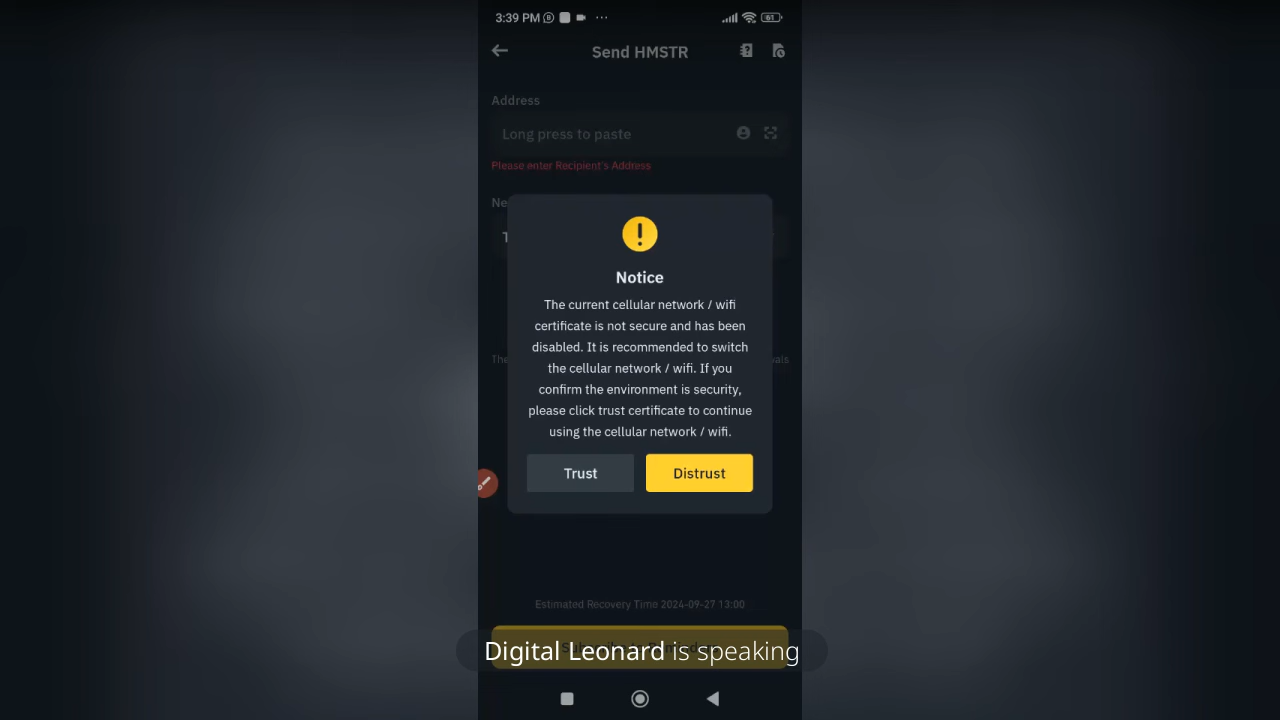 3:39 PM
61
Send HMSTR
Address
Long press to paste
Please enter Recipient's Address
Ne
Notice
The current cellular network / wifi
certificate is not secure and has been
disabled. It is recommended to switch
the cellular network / wifi. If you
confirm the environment is security,
please click trust certificate to continue
using the cellular network / wifi.
Trust Distrust
Estimated Recovery Time 2024-09-27 13:00
Digital Leonard is speaking